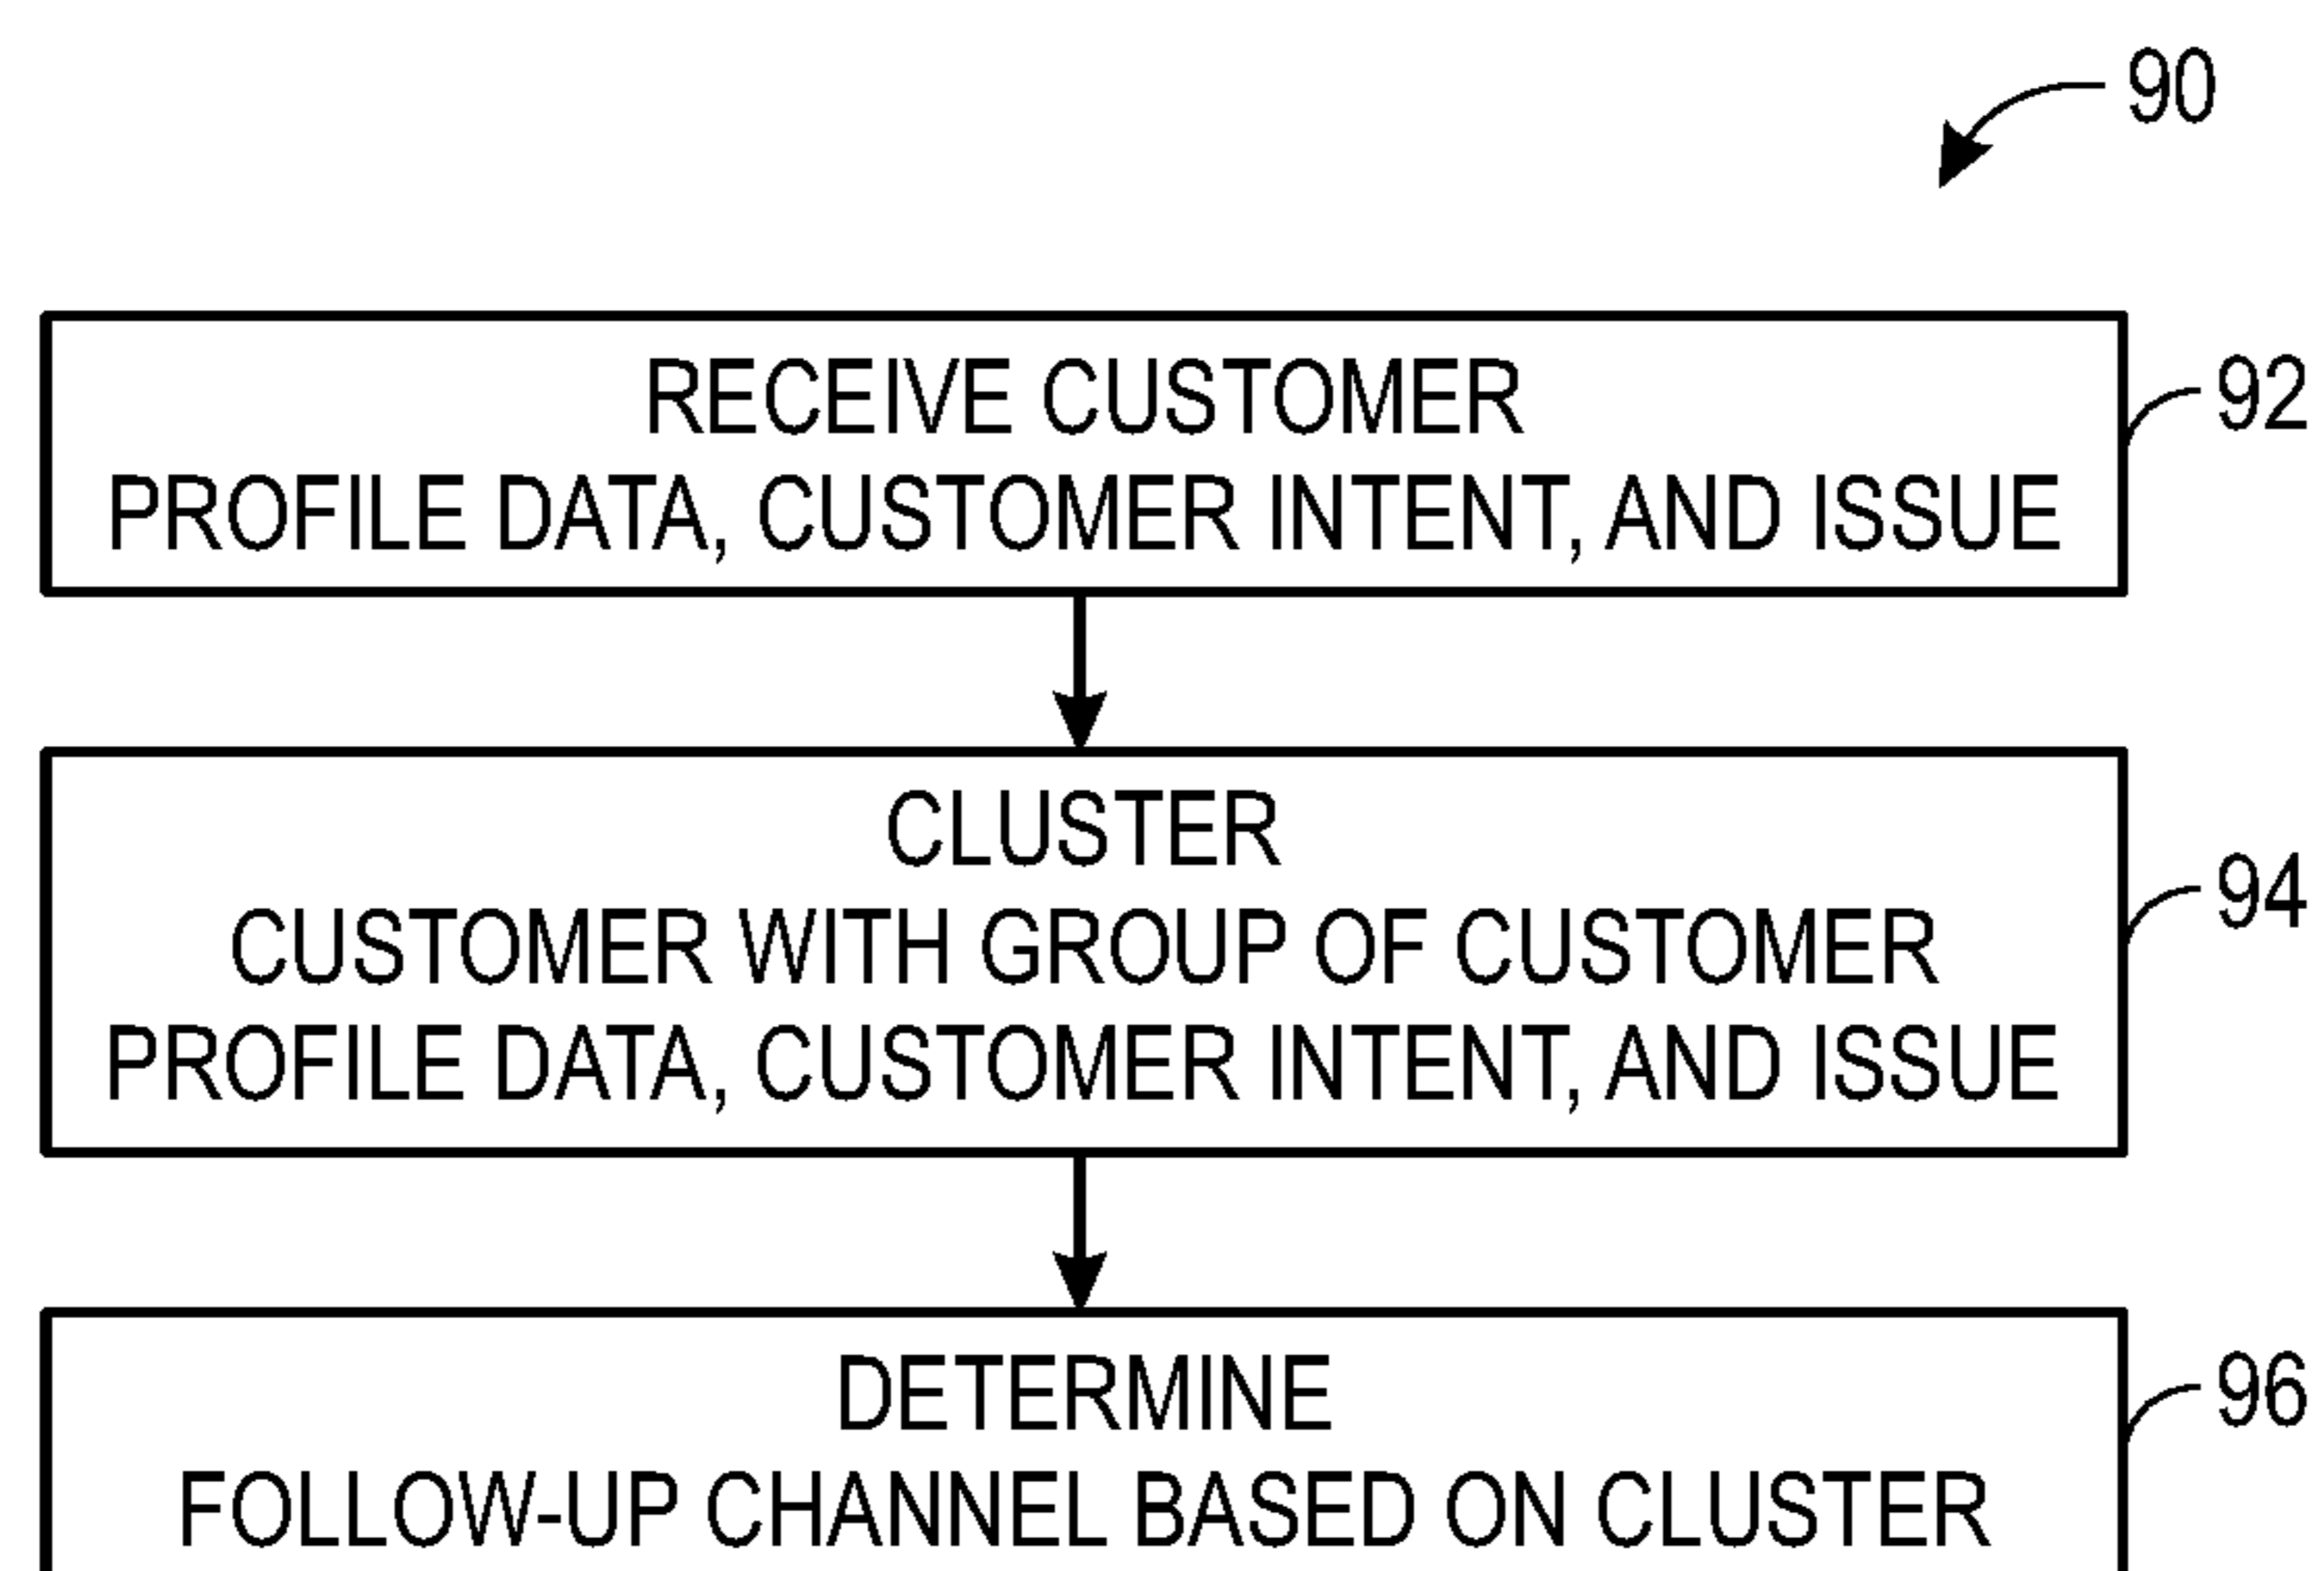 90
RECEIVE CUSTOMER
PROFILE DATA, CUSTOMER INTENT, AND ISSUE
92
CLUSTER
CUSTOMER WITH GROUP OF CUSTOMER
PROFILE DATA, CUSTOMER INTENT, AND ISSUE
94
DETERMINE
FOLLOW-UP CHANNEL BASED ON CLUSTER
96